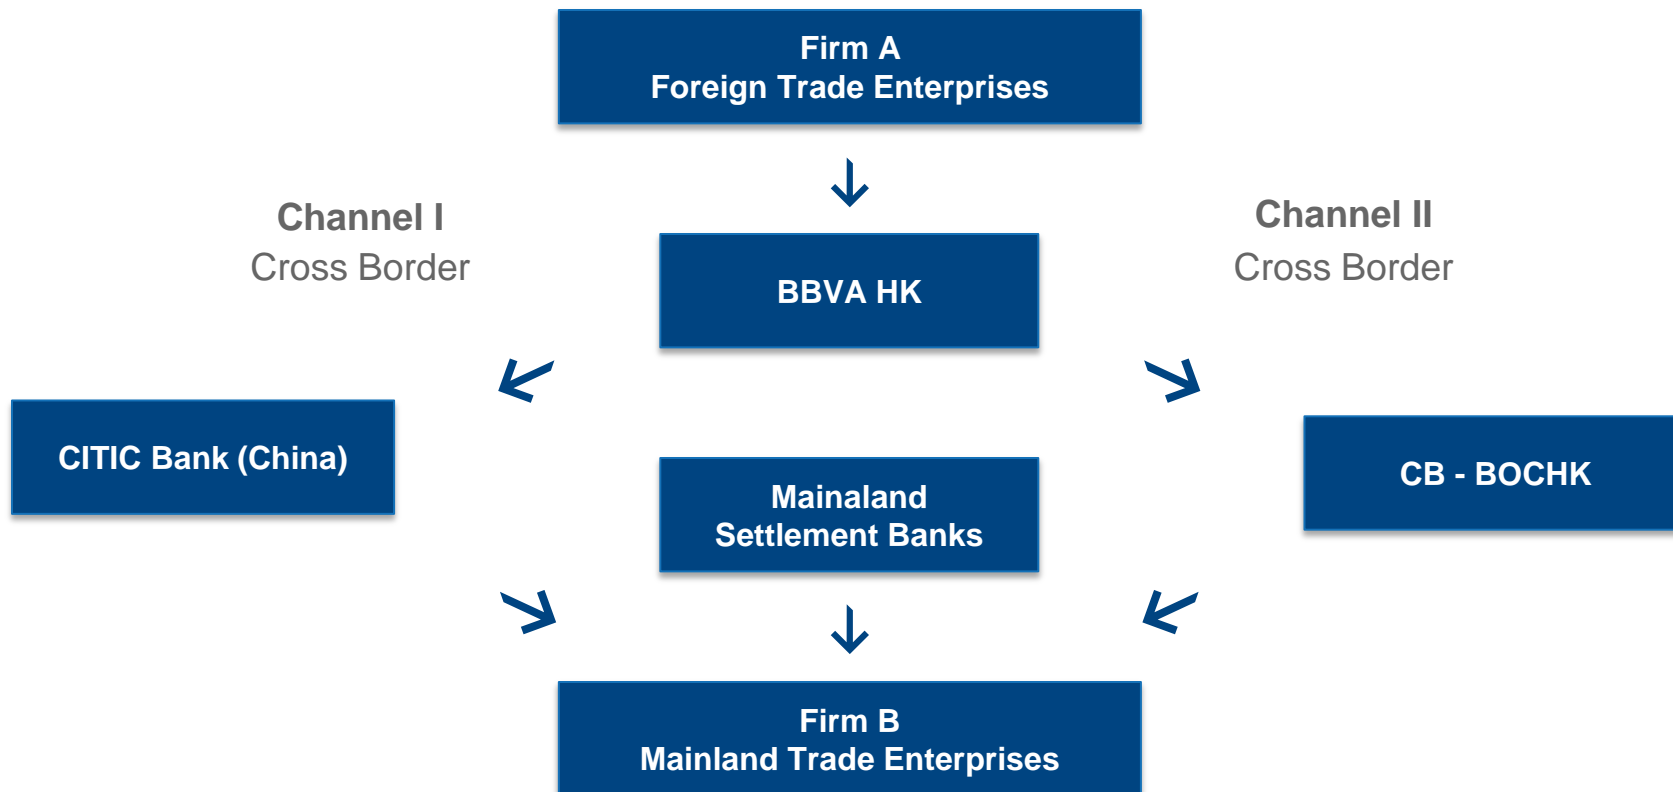 Firm A
Foreign Trade Enterprises
Channel I
Cross Border
Channel II
Cross Border
BBVA HK
CITIC Bank (China)
Mainaland
Settlement Banks
CB - BOCHK
Firm B
Mainland Trade Enterprises